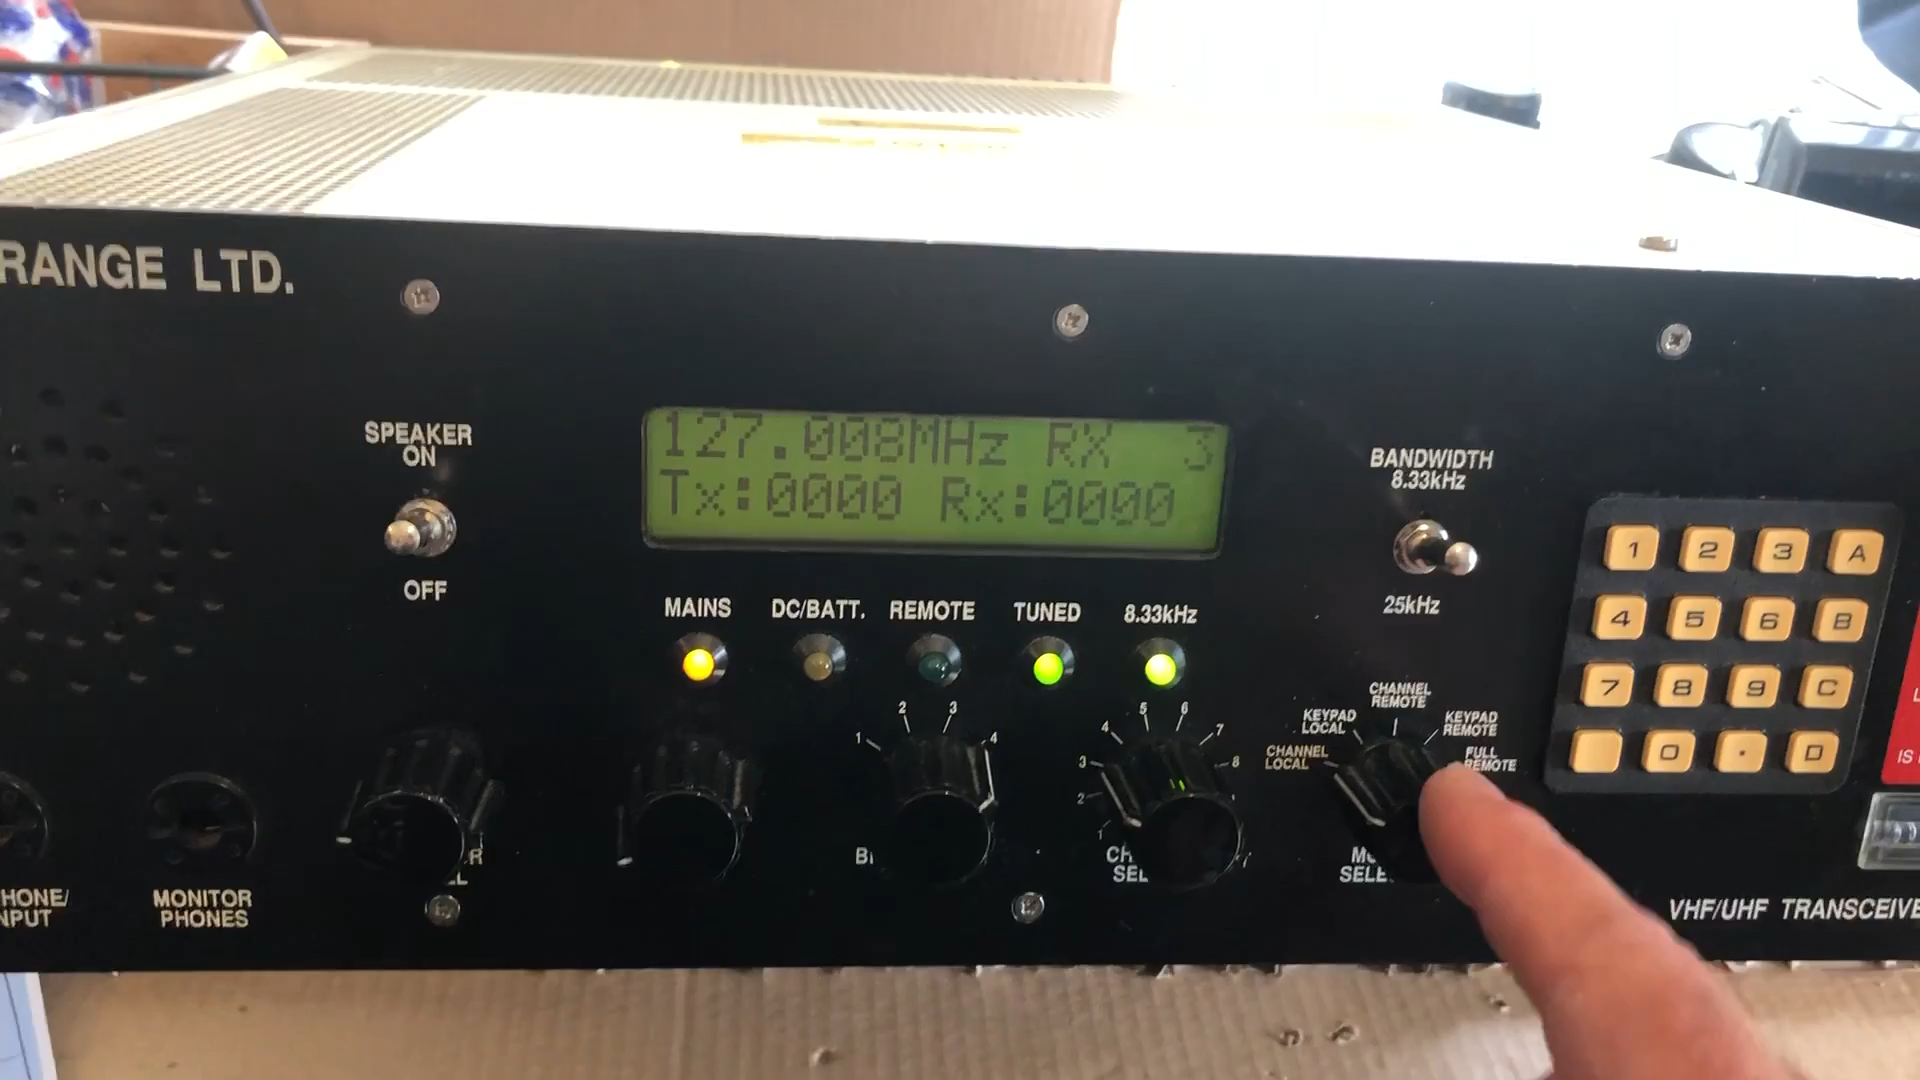 RANGE LTD.
SPEAKER
ON
OFF
127.008MHz RX 3
Tx:0000 Rx:0000
BANDWIDTH
8.33kHz
25kHz
MAINS
DC/BATT.
REMOTE
TUNED
8.33kHz
1
2
3
4
1
2
3
4
5
6
7
8
CHANNEL
LOCAL
KEYPAD
LOCAL
CHANNEL
REMOTE
KEYPAD
REMOTE
FULL
REMOTE
1 2 3 A
4 5 6 B
7 8 9 C
0 . D
MONITOR
PHONES
HONE/
NPUT
SEL
VHF/UHF TRANSCEIVE
IS